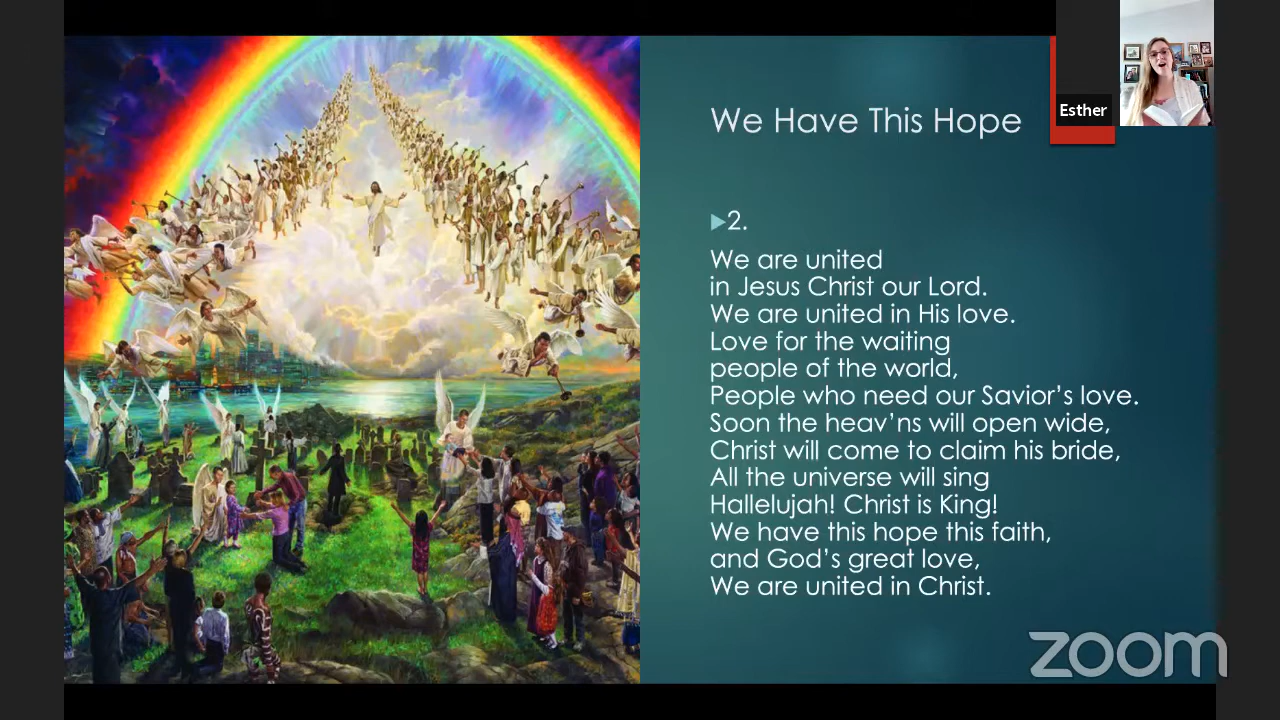 We Have This Hope
Esther
▶2.
We are united
in Jesus Christ our Lord.
We are united in His love.
Love for the waiting
people of the world,
People who need our Savior’s love.
Soon the heav’ns will open wide,
Christ will come to claim his bride,
All the universe will sing
Hallelujah! Christ is King!
We have this hope this faith,
and God’s great love,
We are united in Christ.
zoom